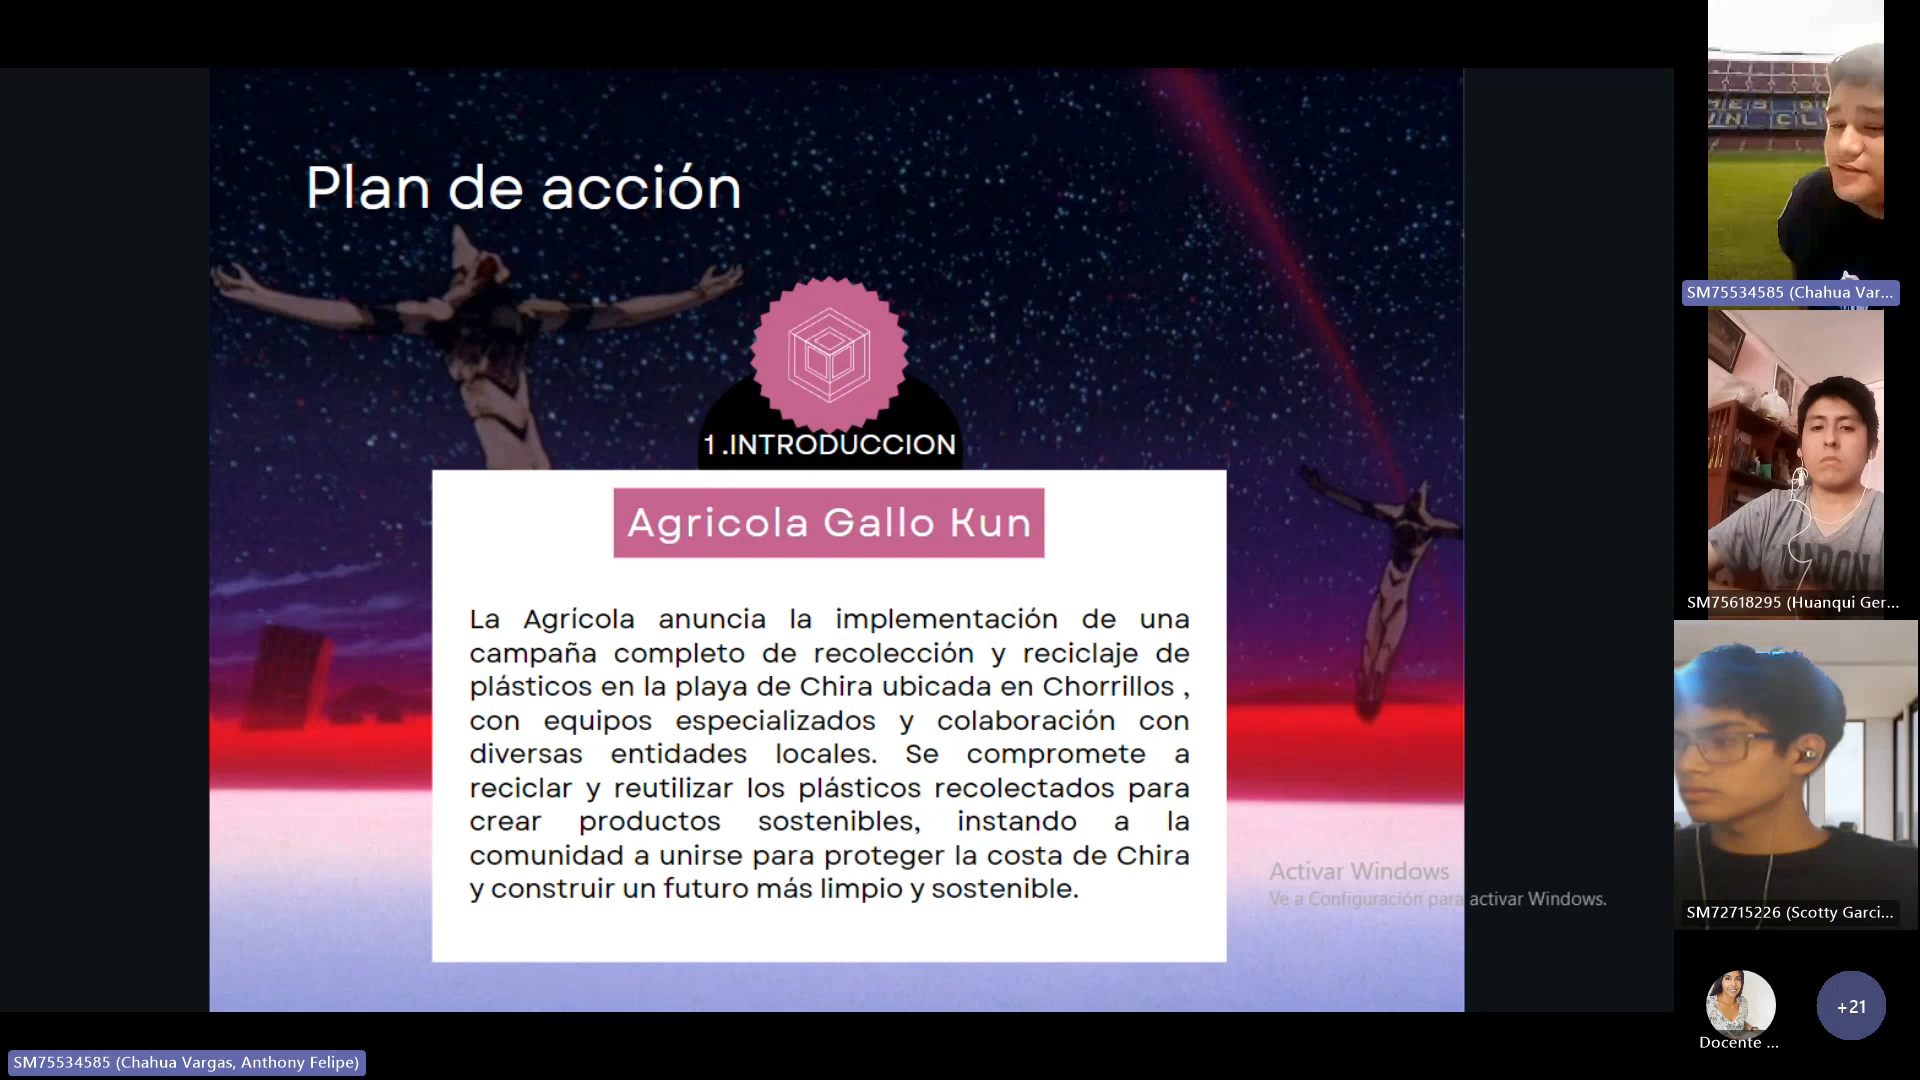 Plan de acción
1.INTRODUCCION
Agricola Gallo Kun
La Agrícola anuncia la implementación de una
campaña completo de recolección y reciclaje de
plásticos en la playa de Chira ubicada en Chorrillos ,
con equipos especializados y colaboración con
diversas entidades locales. Se compromete a
reciclar y reutilizar los plásticos recolectados para
crear productos sostenibles, instando a la
comunidad a unirse para proteger la costa de Chira
y construir un futuro más limpio y sostenible.
Activar Windows
Ve a Configuración para activar Windows.
SM75534585 (Chahua Var...
SM75618295 (Huanqui Ger...
SM72715226 (Scotty Garci...
Docente ...
+21
SM75534585 (Chahua Vargas, Anthony Felipe)